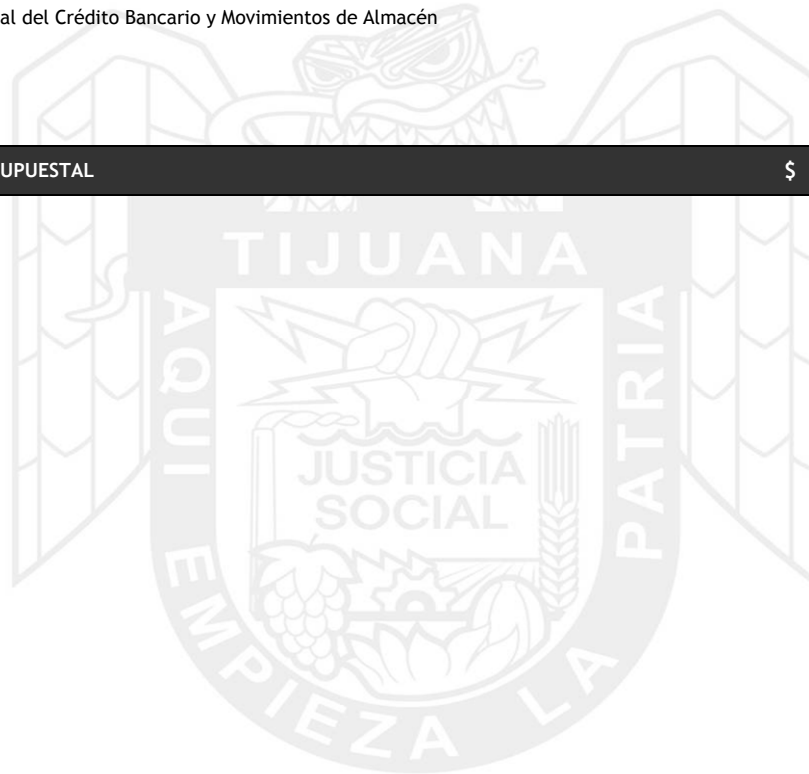 al del Crédito Bancario y Movimientos de Almacén
UPUESTAL $
TIJUANA
AQUI EMPIEZA LA PATRIA
JUSTICIA
SOCIAL